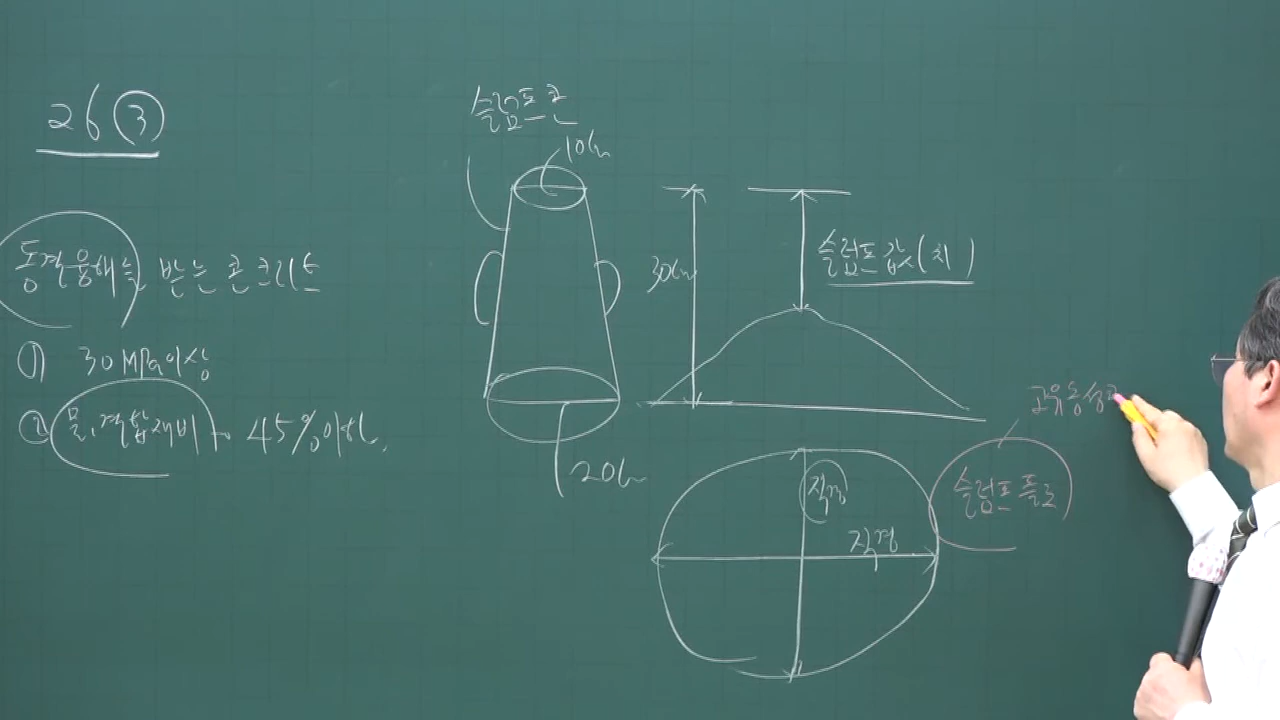 26 ③
동결융해를 받는 콘크리트
① 30MPa이상
② 물.결합재비 45%이하.
슬럼프콘
10cm
20cm
30cm
슬럼프값(치)
직경
직경
슬럼프 플로
고유동성